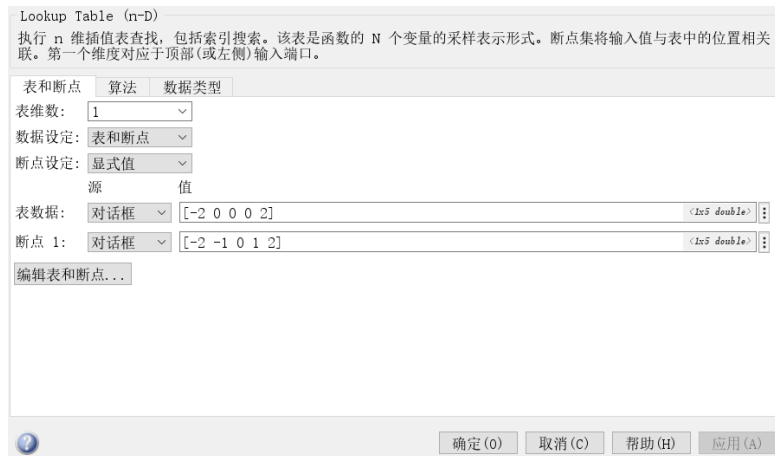 Lookup Table (n-D)
执行 n 维插值表查找，包括索引搜索。该表是函数的 N 个变量的采样表示形式。断点集将输入值与表中的位置相关
联。第一个维度对应于顶部(或左侧)输入端口。
表和断点 算法 数据类型
表维数: 1
数据设定: 表和断点
断点设定: 显式值
源 值
表数据: 对话框 [-2 0 0 0 2] <1x5 double>
断点 1: 对话框 [-2 -1 0 1 2] <1x5 double>
编辑表和断点...
确定(O) 取消(C) 帮助(H) 应用(A)